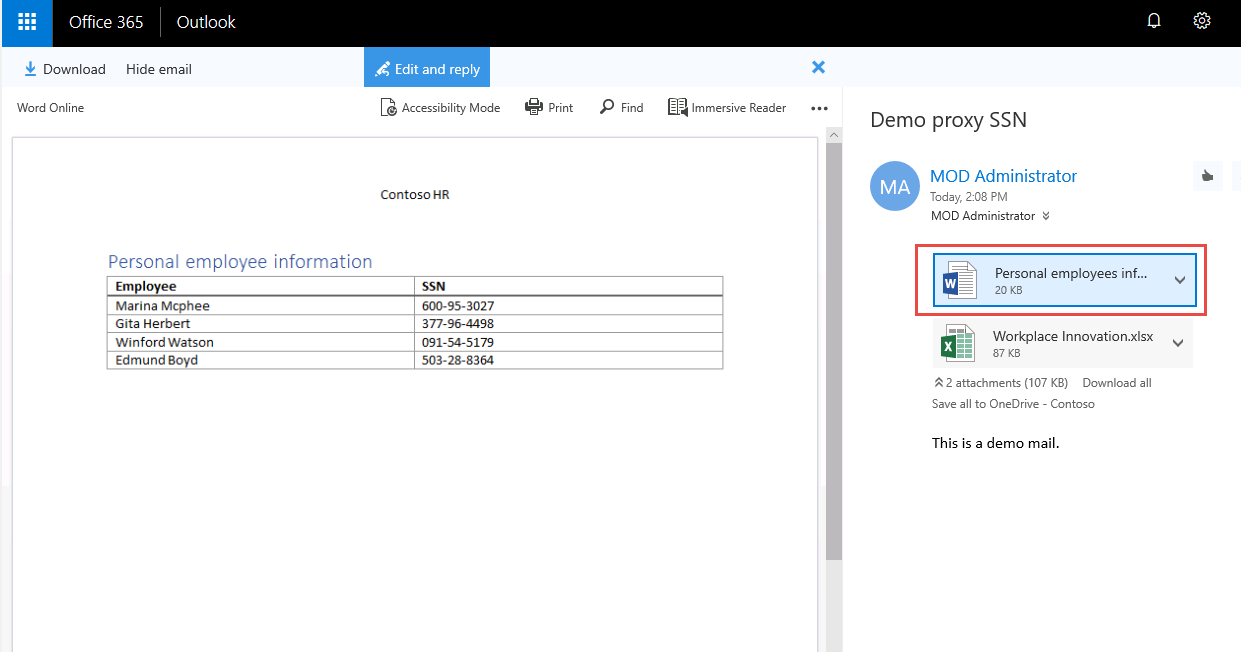 Office 365 Outlook
Download Hide email Edit and reply
Word Online Accessibility Mode Print Find Immersive Reader
Contoso HR
Personal employee information
Employee SSN
Marina Mcphee 600-95-3027
Gita Herbert 377-96-4498
Winford Watson 091-54-5179
Edmund Boyd 503-28-8364
Demo proxy SSN
MA
MOD Administrator
Today, 2:08 PM
MOD Administrator
Personal employees inf...
20 KB
Workplace Innovation.xlsx
87 KB
2 attachments (107 KB) Download all
Save all to OneDrive - Contoso
This is a demo mail.